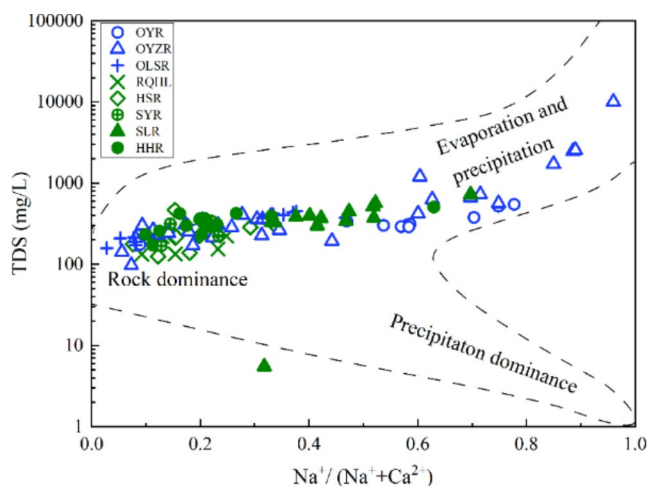 100000
10000
1000
100
10
1
TDS (mg/L)
OYR
OYZR
OLSR
RQHL
HSR
SYR
SLR
HHR
Evaporation and
precipitation
Rock dominance
Precipitaton dominance
0.0 0.2 0.4 0.6 0.8 1.0
Na⁺/ (Na⁺+Ca²⁺)